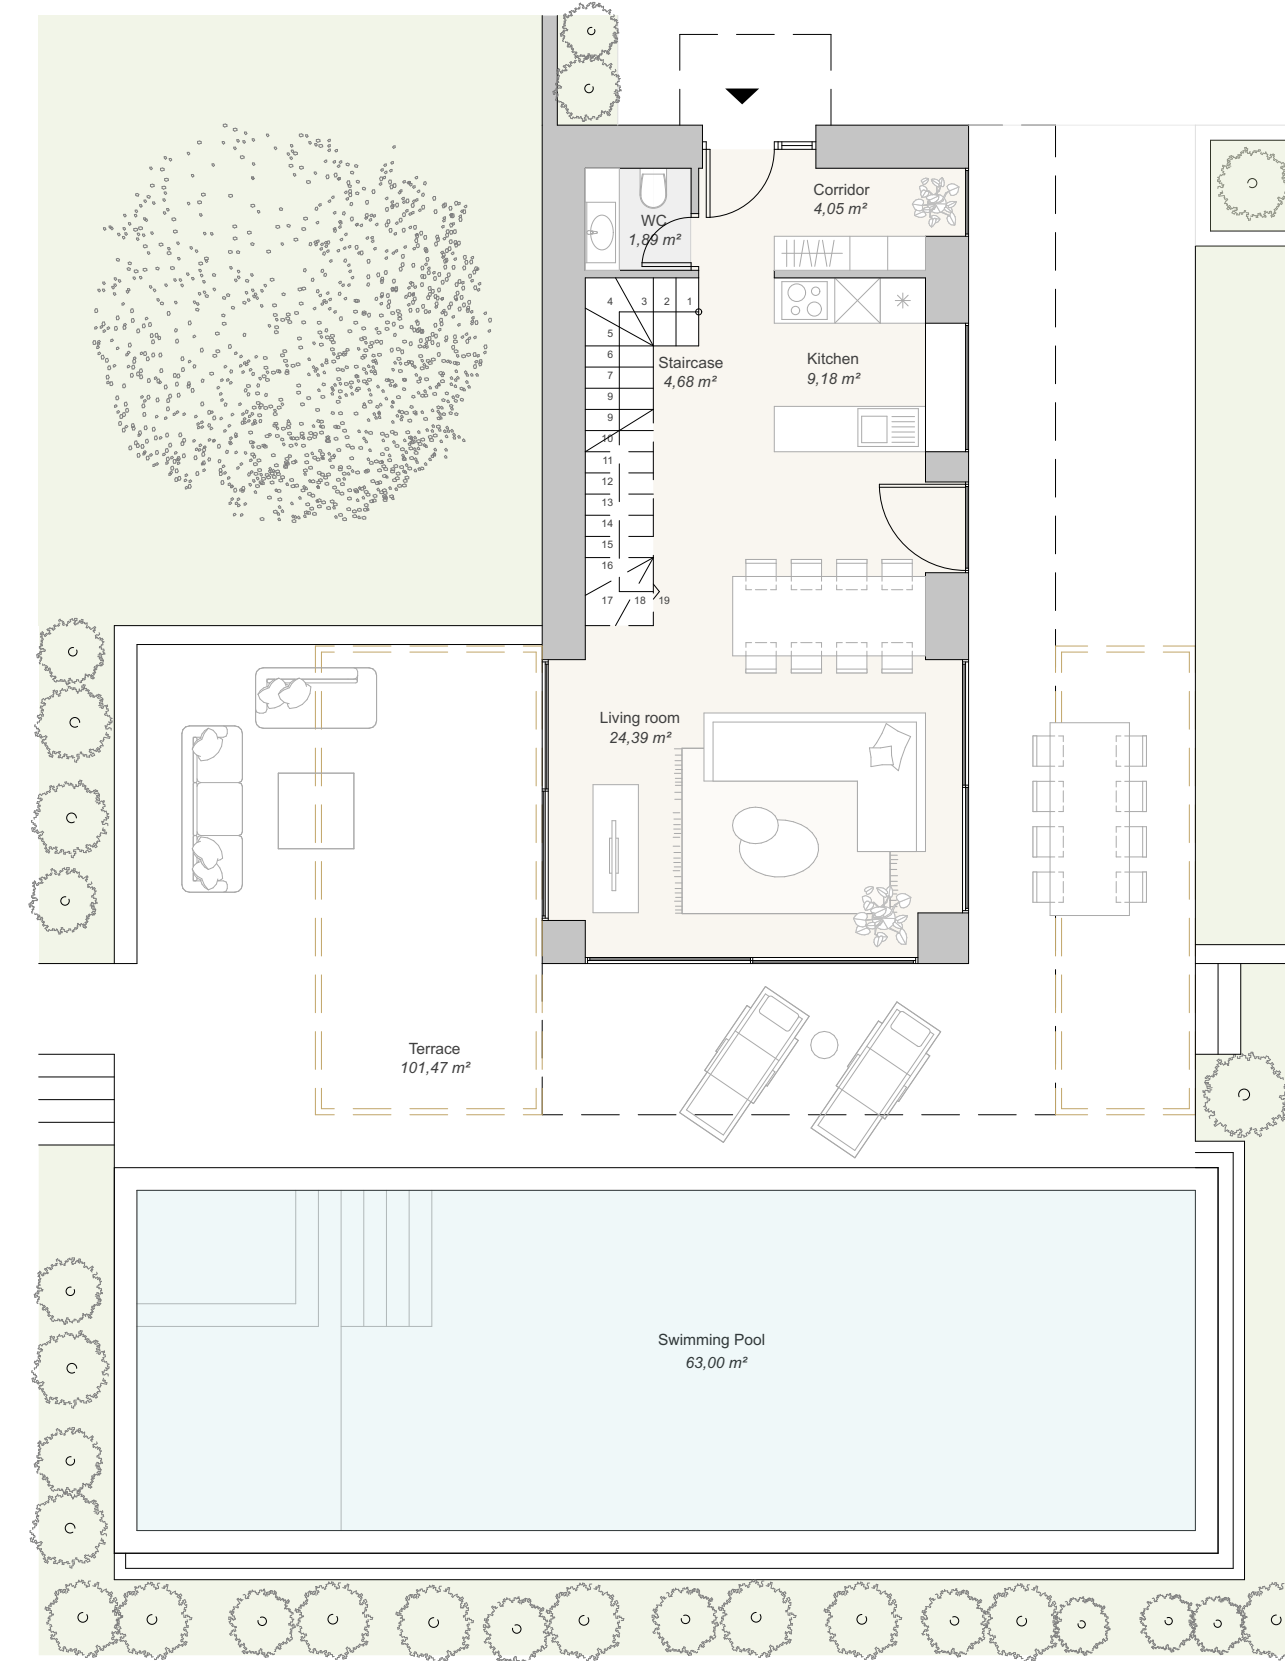 Corridor
4,05 m²
WC
1,89 m²
4
3
2
1
5
6
7
9
9
10
11
12
13
14
15
16
17
18
19
Staircase
4,68 m²
Kitchen
9,18 m²
Living room
24,39 m²
Terrace
101,47 m²
Swimming Pool
63,00 m²